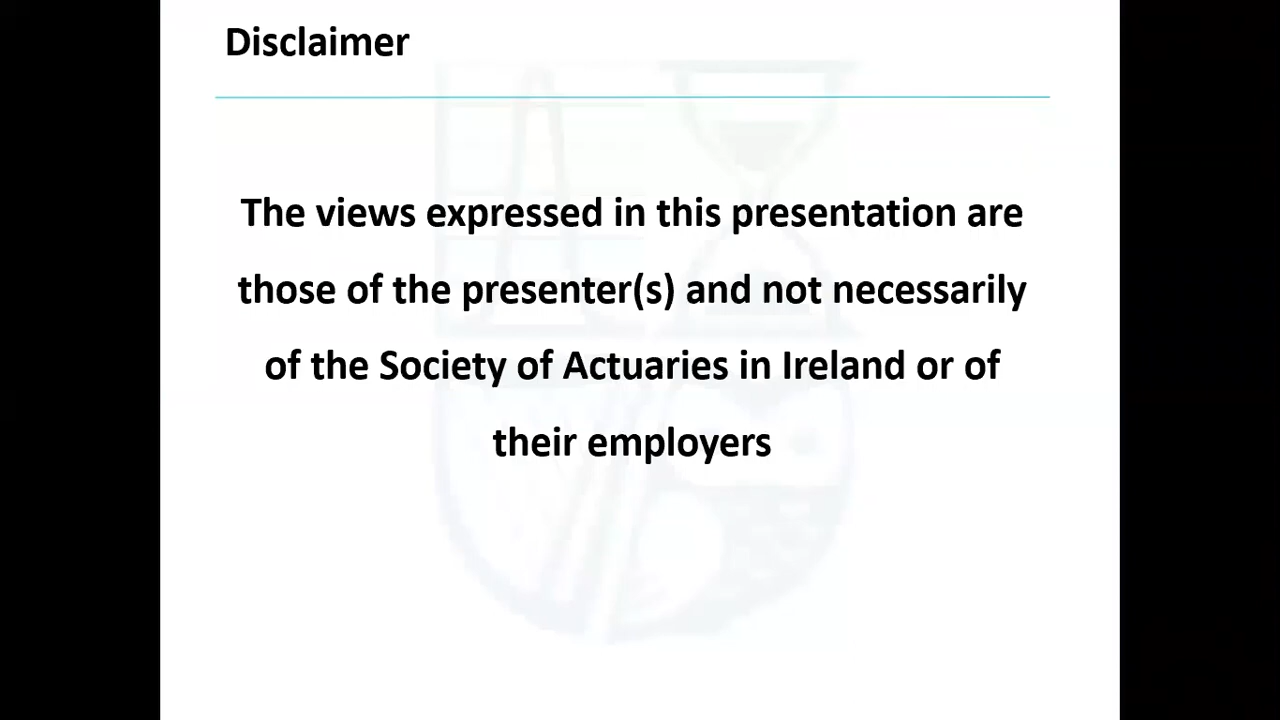 Disclaimer
The views expressed in this presentation are
those of the presenter(s) and not necessarily
of the Society of Actuaries in Ireland or of
their employers